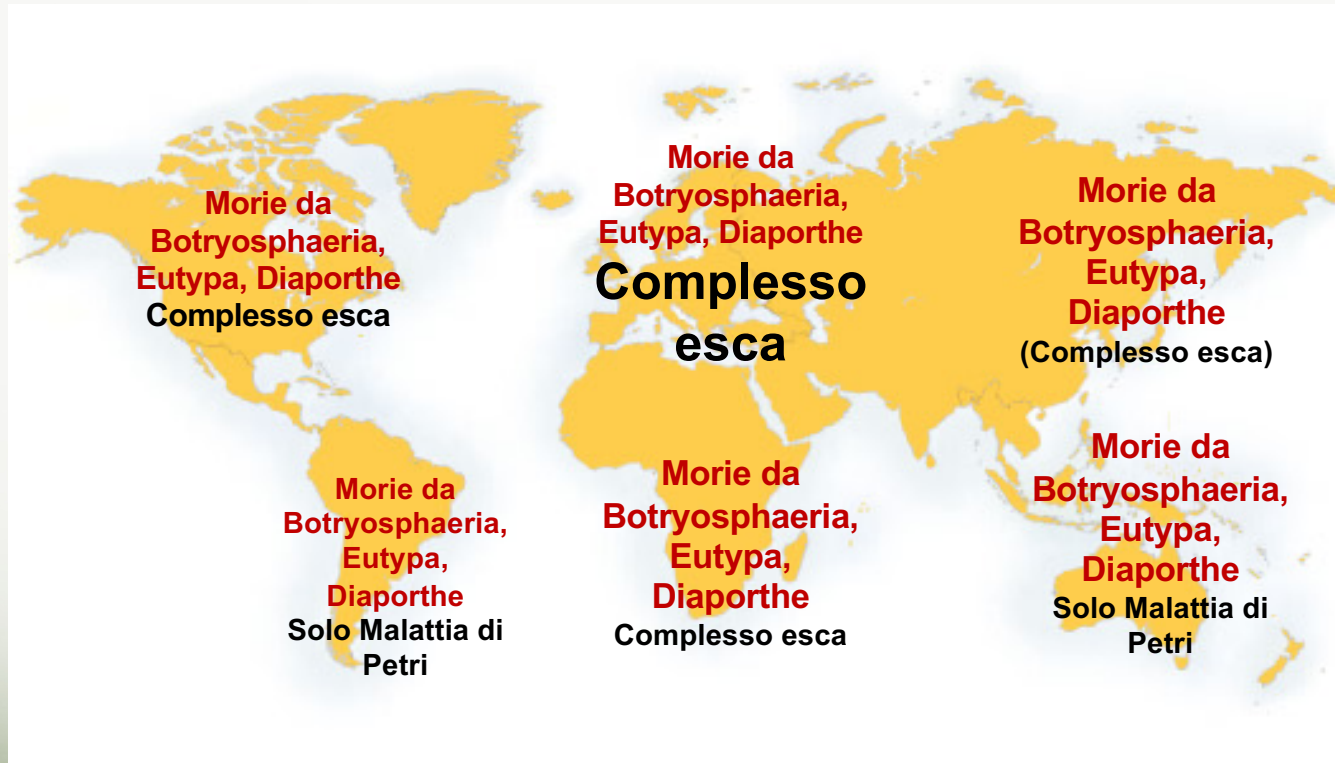 Morie da
Botryosphaeria,
Eutypa, Diaporthe
Complesso esca
Morie da
Botryosphaeria,
Eutypa, Diaporthe
Complesso
esca
Morie da
Botryosphaeria,
Eutypa,
Diaporthe
(Complesso esca)
Morie da
Botryosphaeria,
Eutypa,
Diaporthe
Solo Malattia di
Petri
Morie da
Botryosphaeria,
Eutypa,
Diaporthe
Complesso esca
Morie da
Botryosphaeria,
Eutypa,
Diaporthe
Solo Malattia di
Petri